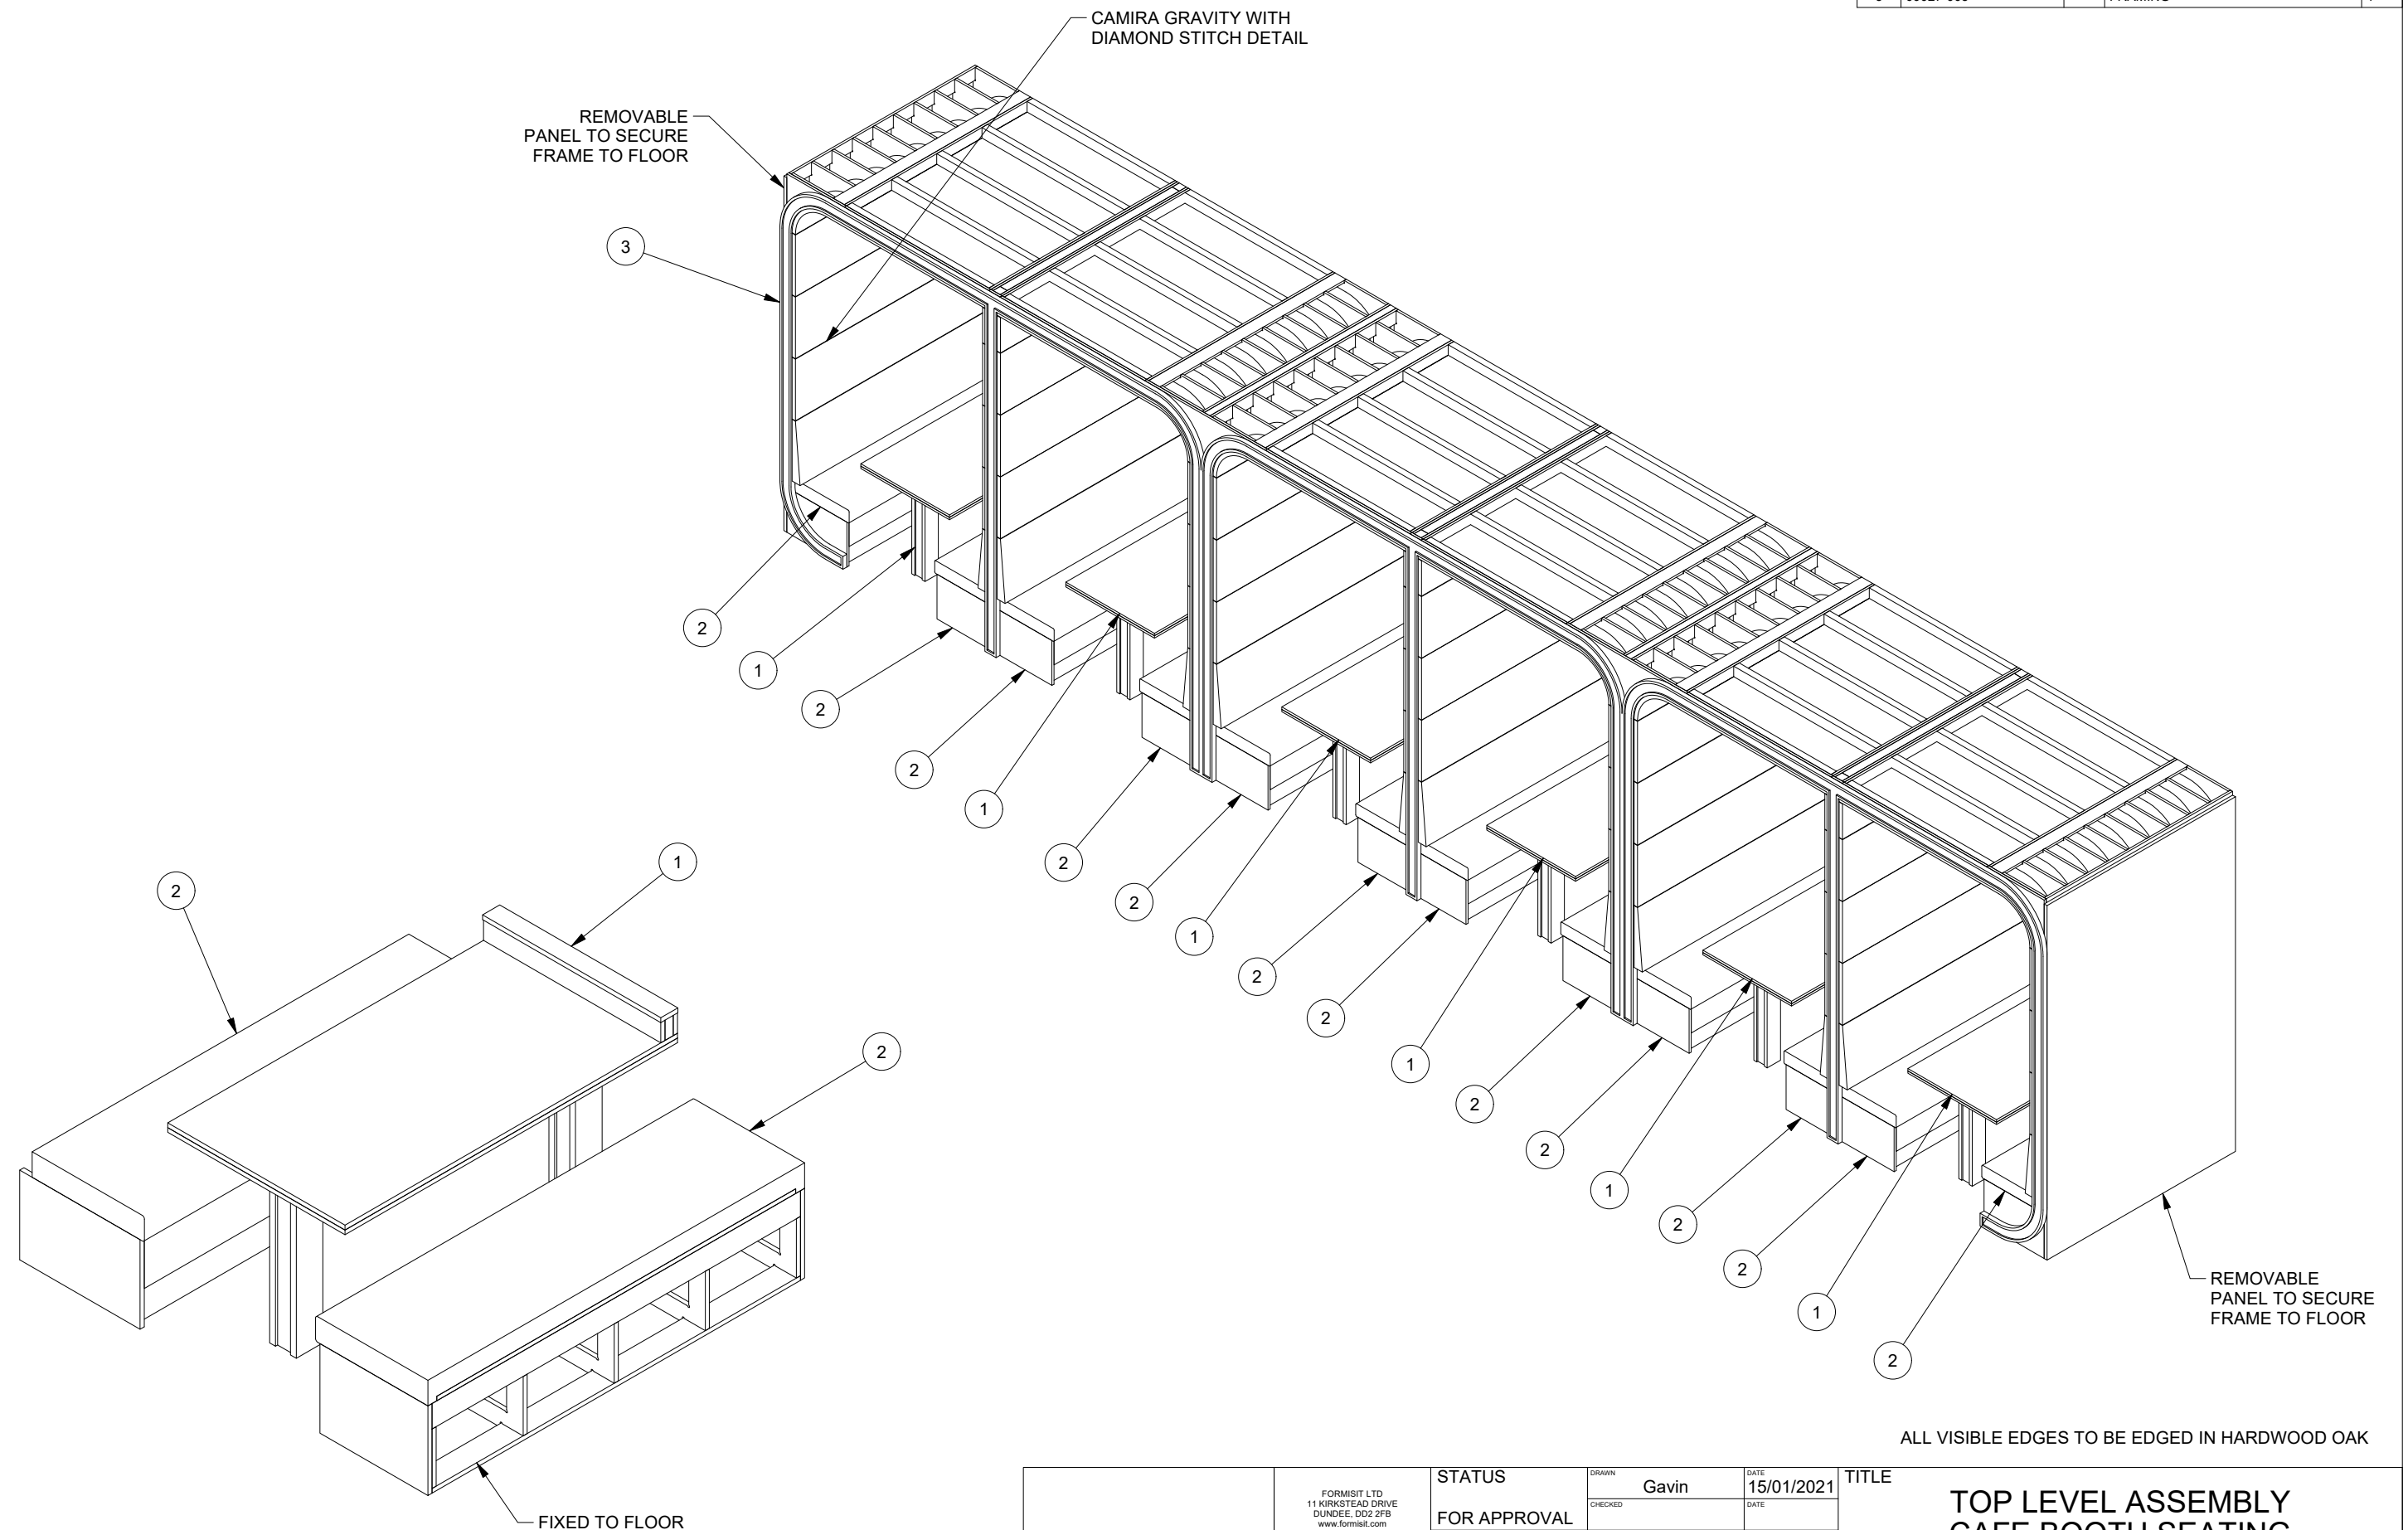 CAMIRA GRAVITY WITH
DIAMOND STITCH DETAIL
REMOVABLE
PANEL TO SECURE
FRAME TO FLOOR
3
2
1
2
2
1
2
2
1
2
2
1
2
2
1
2
2
1
2
2
1
2
REMOVABLE
PANEL TO SECURE
FRAME TO FLOOR
FIXED TO FLOOR
ALL VISIBLE EDGES TO BE EDGED IN HARDWOOD OAK
FORMISIT LTD
11 KIRKSTEAD DRIVE
DUNDEE, DD2 2FB
www.formisit.com
STATUS
FOR APPROVAL
DRAWN
Gavin
DATE
15/01/2021
CHECKED
DATE
TITLE
TOP LEVEL ASSEMBLY
CAFE BOOTH SEATING